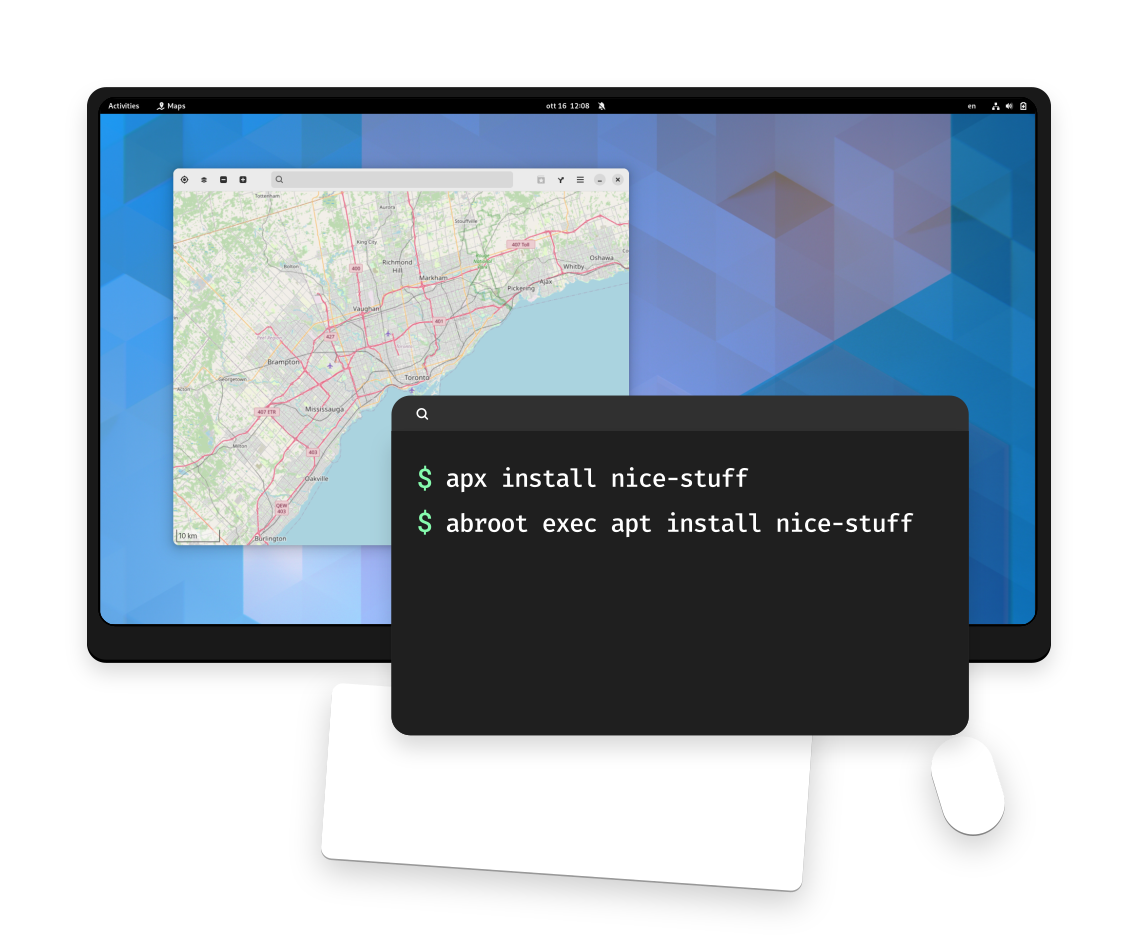 Activities Maps ott 16 12:08 en
Tottenham
Aurora
Stouffville
King City
407 Toll
Bolton
400
Richmond
Hill
Markham
Whitby
Oshawa
Pickering
Ajax
Vaughan
401
427
Brampton
Georgetown
Toronto
Acton
407 ETR
Mississauga
Milton
403
Oakville
QEW
403
10 km
Burlington
$ apx install nice-stuff
$ abroot exec apt install nice-stuff